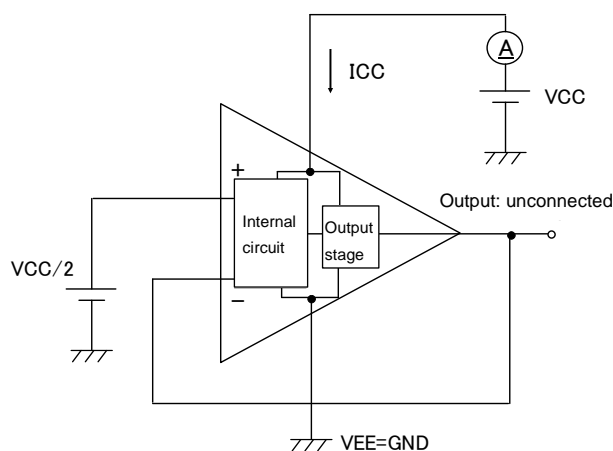 A
ICC
VCC
+
Output: unconnected
Internal
circuit
Output
stage
VCC/2
−
VEE=GND